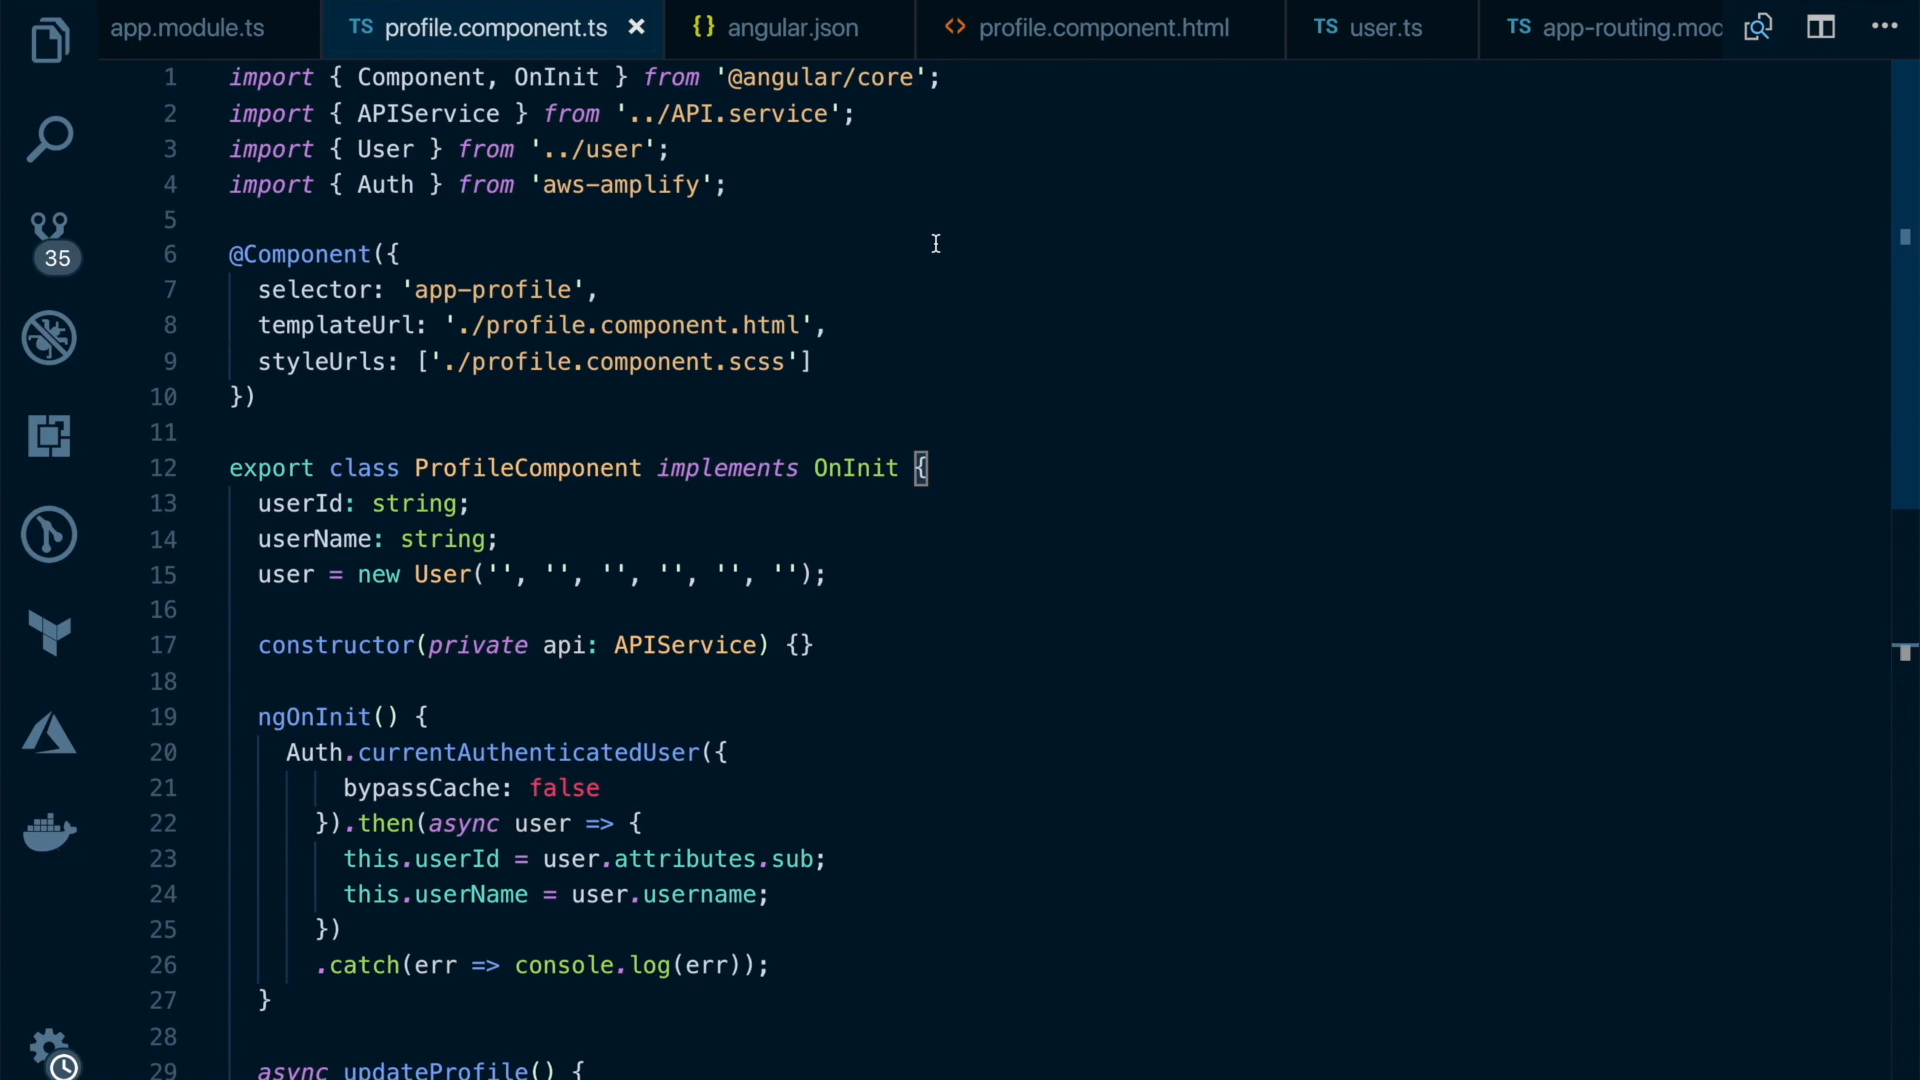 app.module.ts
TS profile.component.ts ×
{} angular.json
<> profile.component.html
TS user.ts
TS app-routing.moc
35
1 import { Component, OnInit } from '@angular/core';
2 import { APIService } from '../API.service';
3 import { User } from '../user';
4 import { Auth } from 'aws-amplify';
5
6 @Component({
7   selector: 'app-profile',
8   templateUrl: './profile.component.html',
9   styleUrls: ['./profile.component.scss']
10 })
11
12 export class ProfileComponent implements OnInit {
13   userId: string;
14   userName: string;
15   user = new User('', '', '', '', '', '');
16
17   constructor(private api: APIService) {}
18
19   ngOnInit() {
20     Auth.currentAuthenticatedUser({
21         bypassCache: false
22       }).then(async user => {
23         this.userId = user.attributes.sub;
24         this.userName = user.username;
25       })
26       .catch(err => console.log(err));
27   }
28
29   async updateProfile() {